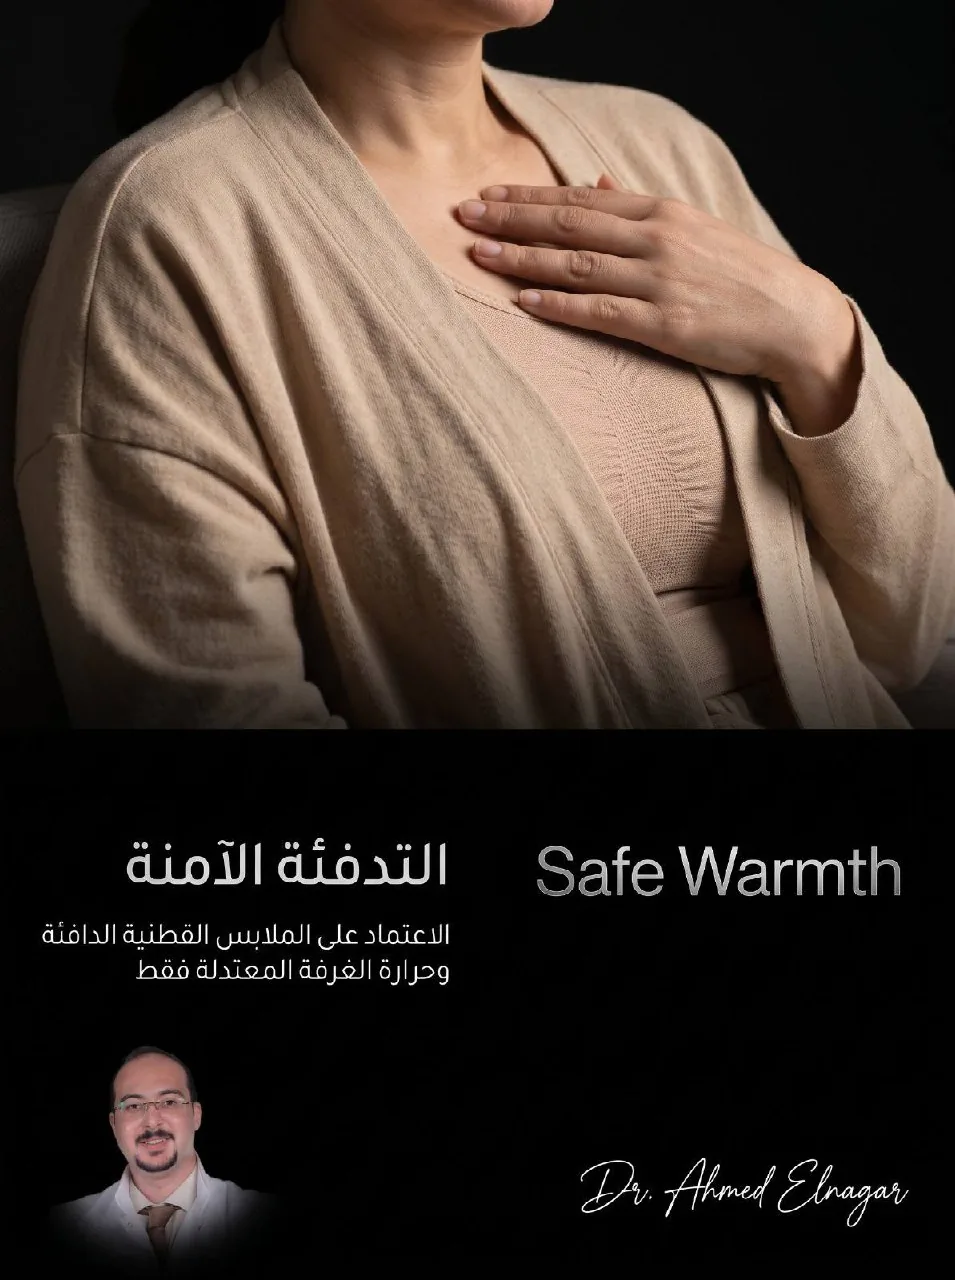 التدفئة الآمنة
Safe Warmth
الاعتماد على الملابس القطنية الدافئة
وحرارة الغرفة المعتدلة فقط
Dr. Ahmed Elnagar